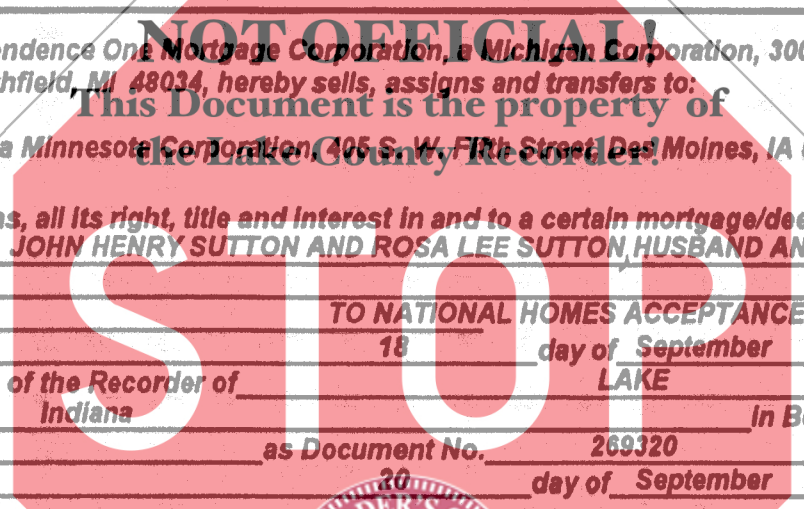 NOT OFFICIAL!
endence One Mortgage Corporation, a Michigan Corporation, 300
hfield, MI 48034, hereby sells, assigns and transfers to:
This Document is the property of
a Minnesota Corporation, 405 S. W. Fifth Street, Des Moines, IA
the Lake County Recorder!
ns, all its right, title and interest in and to a certain mortgage/dee
JOHN HENRY SUTTON AND ROSA LEE SUTTON, HUSBAND AN
STOP
TO NATIONAL HOMES ACCEPTANCE
18 day of September
of the Recorder of LAKE
Indiana in B
as Document No. 269320
20 day of September
DER'S